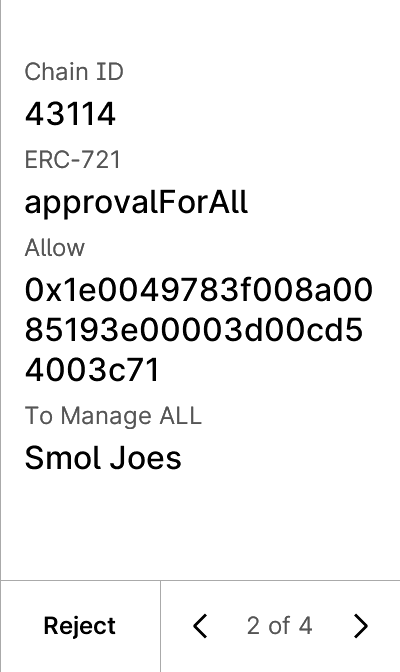 Chain ID
43114
ERC-721
approvalForAll
Allow
0x1e0049783f008a00
85193e00003d00cd5
4003c71
To Manage ALL
Smol Joes
Reject
2 of 4